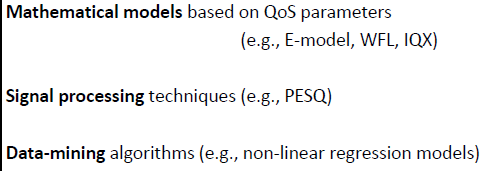 Mathematical models based on QoS parameters
(e.g., E-model, WFL, IQX)
Signal processing techniques (e.g., PESQ)
Data-mining algorithms (e.g., non-linear regression models)